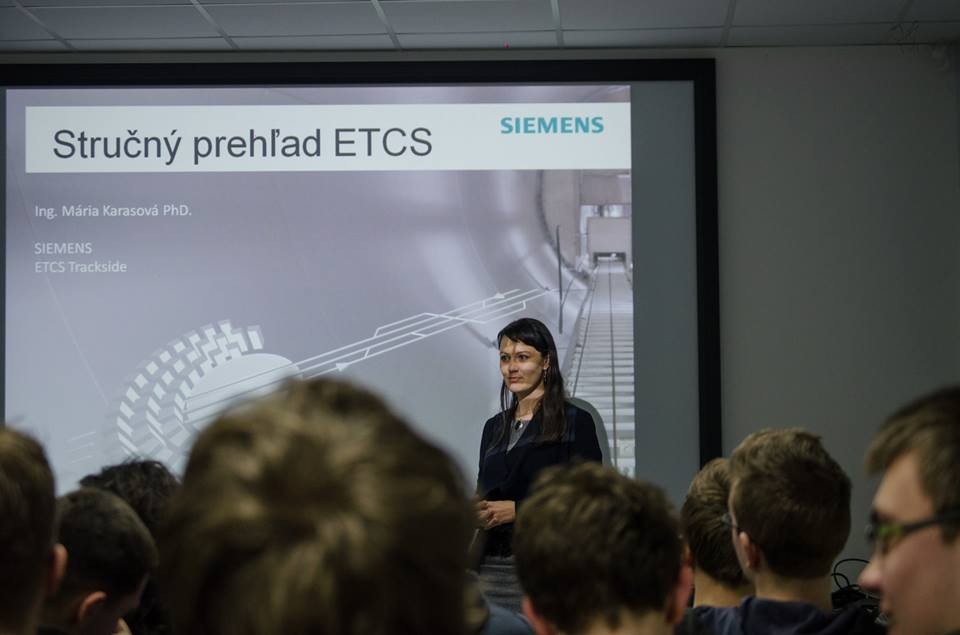 Stručný prehľad ETCS
SIEMENS
Ing. Mária Karasová PhD.
SIEMENS
ETCS Trackside